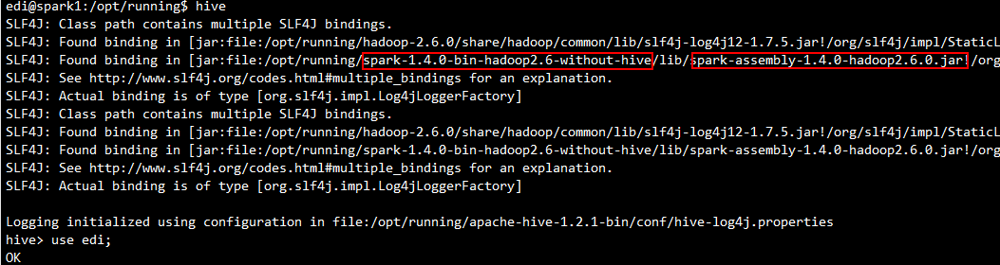 edi@spark1:/opt/running$ hive
SLF4J: Class path contains multiple SLF4J bindings.
SLF4J: Found binding in [jar:file:/opt/running/hadoop-2.6.0/share/hadoop/common/lib/slf4j-log4j12-1.7.5.jar!/org/slf4j/impl/StaticL
SLF4J: Found binding in [jar:file:/opt/running/spark-1.4.0-bin-hadoop2.6-without-hive/lib/spark-assembly-1.4.0-hadoop2.6.0.jar!/org
SLF4J: See http://www.slf4j.org/codes.html#multiple_bindings for an explanation.
SLF4J: Actual binding is of type [org.slf4j.impl.Log4jLoggerFactory]
SLF4J: Class path contains multiple SLF4J bindings.
SLF4J: Found binding in [jar:file:/opt/running/hadoop-2.6.0/share/hadoop/common/lib/slf4j-log4j12-1.7.5.jar!/org/slf4j/impl/StaticL
SLF4J: Found binding in [jar:file:/opt/running/spark-1.4.0-bin-hadoop2.6-without-hive/lib/spark-assembly-1.4.0-hadoop2.6.0.jar!/org
SLF4J: See http://www.slf4j.org/codes.html#multiple_bindings for an explanation.
SLF4J: Actual binding is of type [org.slf4j.impl.Log4jLoggerFactory]
Logging initialized using configuration in file:/opt/running/apache-hive-1.2.1-bin/conf/hive-log4j.properties
hive> use edi;
OK